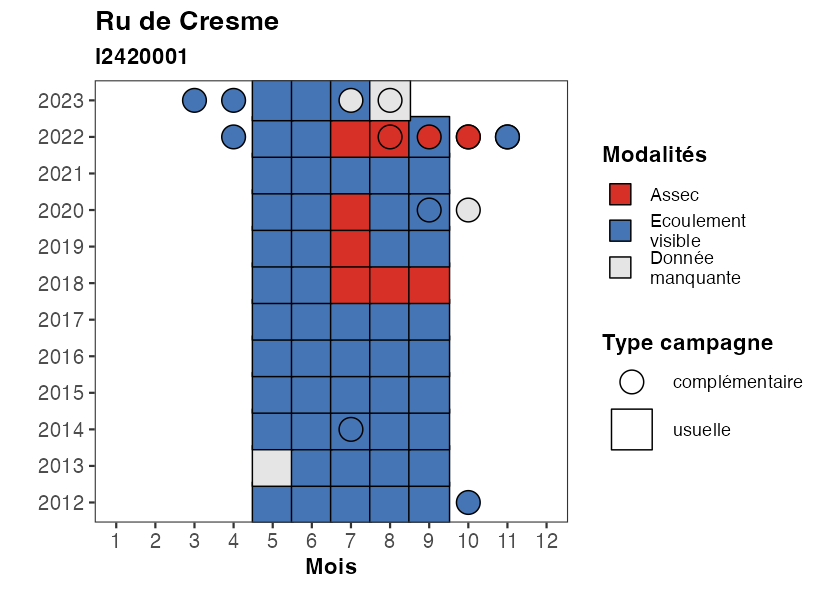 Ru de Cresme
I2420001
2023
2022
2021
2020
2019
2018
2017
2016
2015
2014
2013
2012
1 2 3 4 5 6 7 8 9 10 11 12
Mois
Modalités
Assec
Ecoulement
visible
Donnée
manquante
Type campagne
complémentaire
usuelle